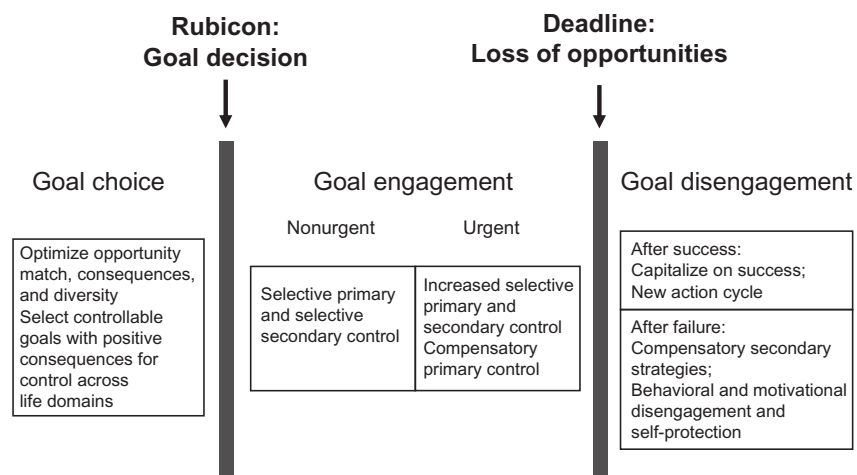 Rubicon:
Goal decision
Deadline:
Loss of opportunities
Goal choice
Goal engagement
Goal disengagement
Nonurgent
Urgent
Optimize opportunity
match, consequences,
and diversity
Select controllable
goals with positive
consequences for
control across
life domains
Selective primary
and selective
secondary control
Increased selective
primary and
secondary control
Compensatory
primary control
After success:
Capitalize on success;
New action cycle
After failure:
Compensatory secondary
strategies;
Behavioral and motivational
disengagement and
self-protection